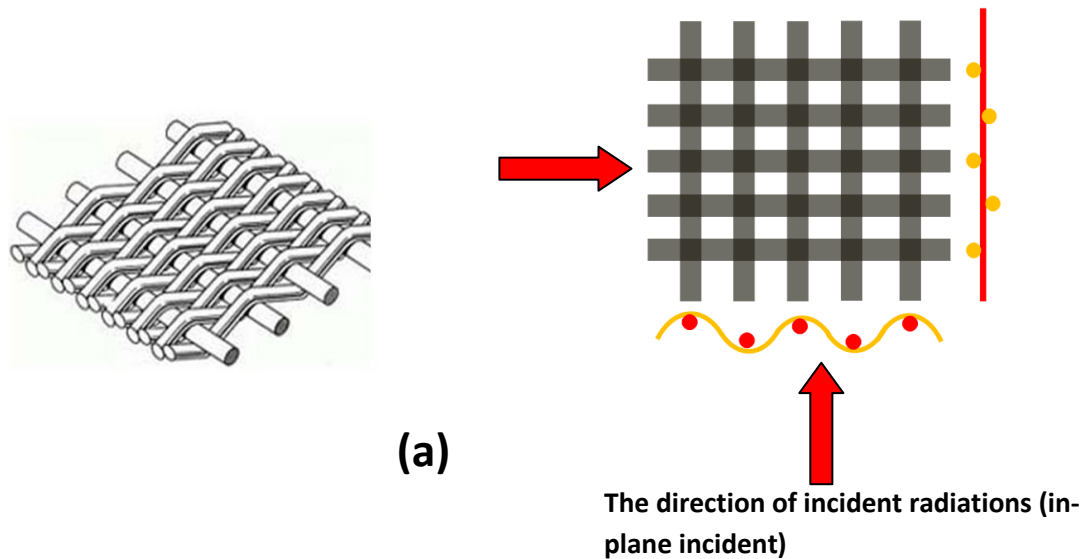 (a)
The direction of incident radiations (in-
plane incident)